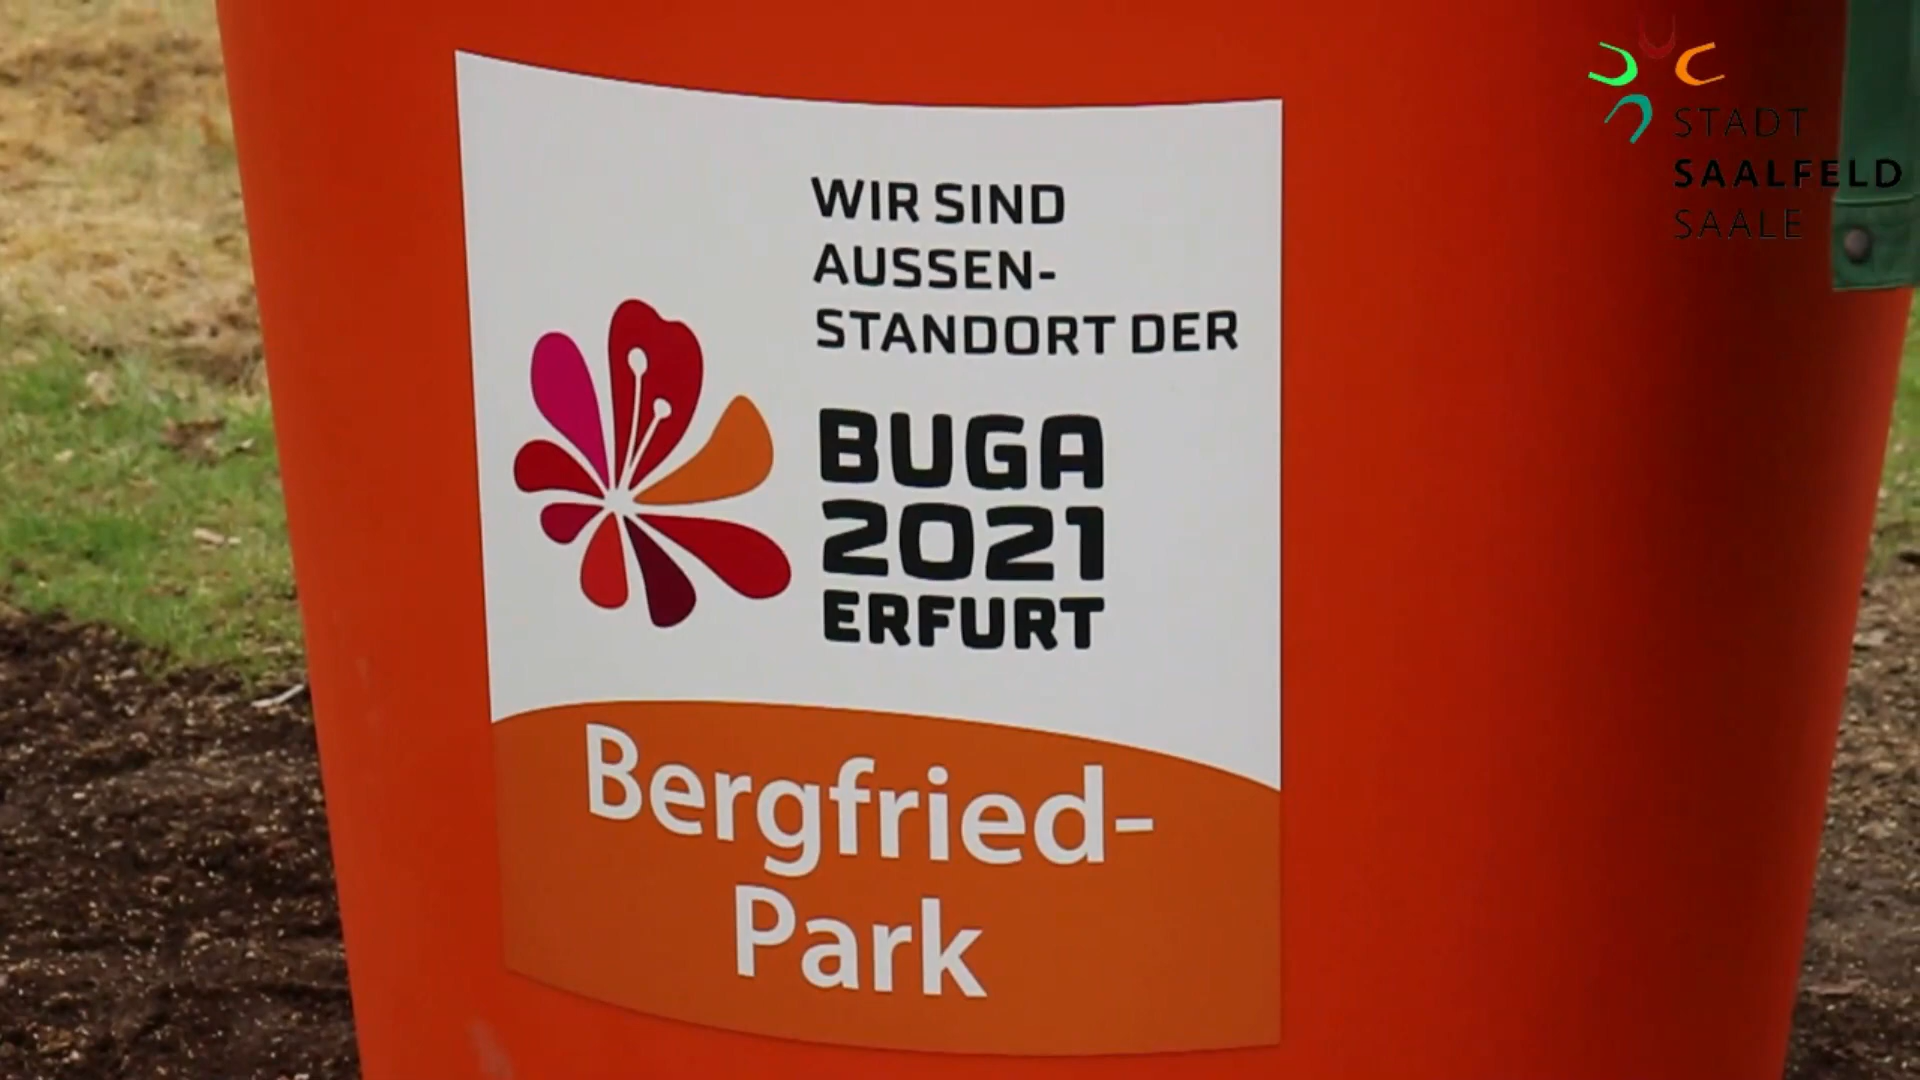 WIR SIND
AUSSEN-
STANDORT DER
BUGA
2021
ERFURT
Bergfried-
Park
STADT
SAALFELD
SAALE